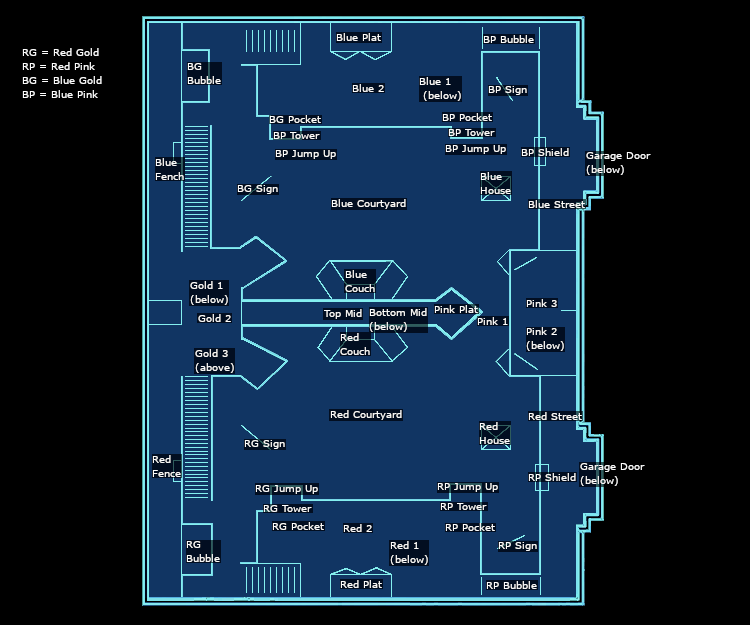 RG = Red Gold
RP = Red Pink
BG = Blue Gold
BP = Blue Pink
Blue Plat
BP Bubble
BG
Bubble
Blue 2
Blue 1
(below)
BP Sign
BG Pocket
BP Pocket
BP Tower
BP Tower
BP Jump Up
BP Jump Up
BP Shield
Garage Door
(below)
Blue
Fench
BG Sign
Blue
House
Blue Courtyard
Blue Street
Blue
Couch
Gold 1
(below)
Gold 2
Top Mid
Bottom Mid
(below)
Pink Plat
Pink 1
Pink 3
Pink 2
(below)
Red
Couch
Gold 3
(above)
Red Courtyard
Red Street
Red
House
RG Sign
Red
Fence
Garage Door
(below)
RP Shield
RG Jump Up
RP Jump Up
RG Tower
RP Tower
RG Pocket
Red 2
RP Pocket
RG
Bubble
Red 1
(below)
RP Sign
Red Plat
RP Bubble